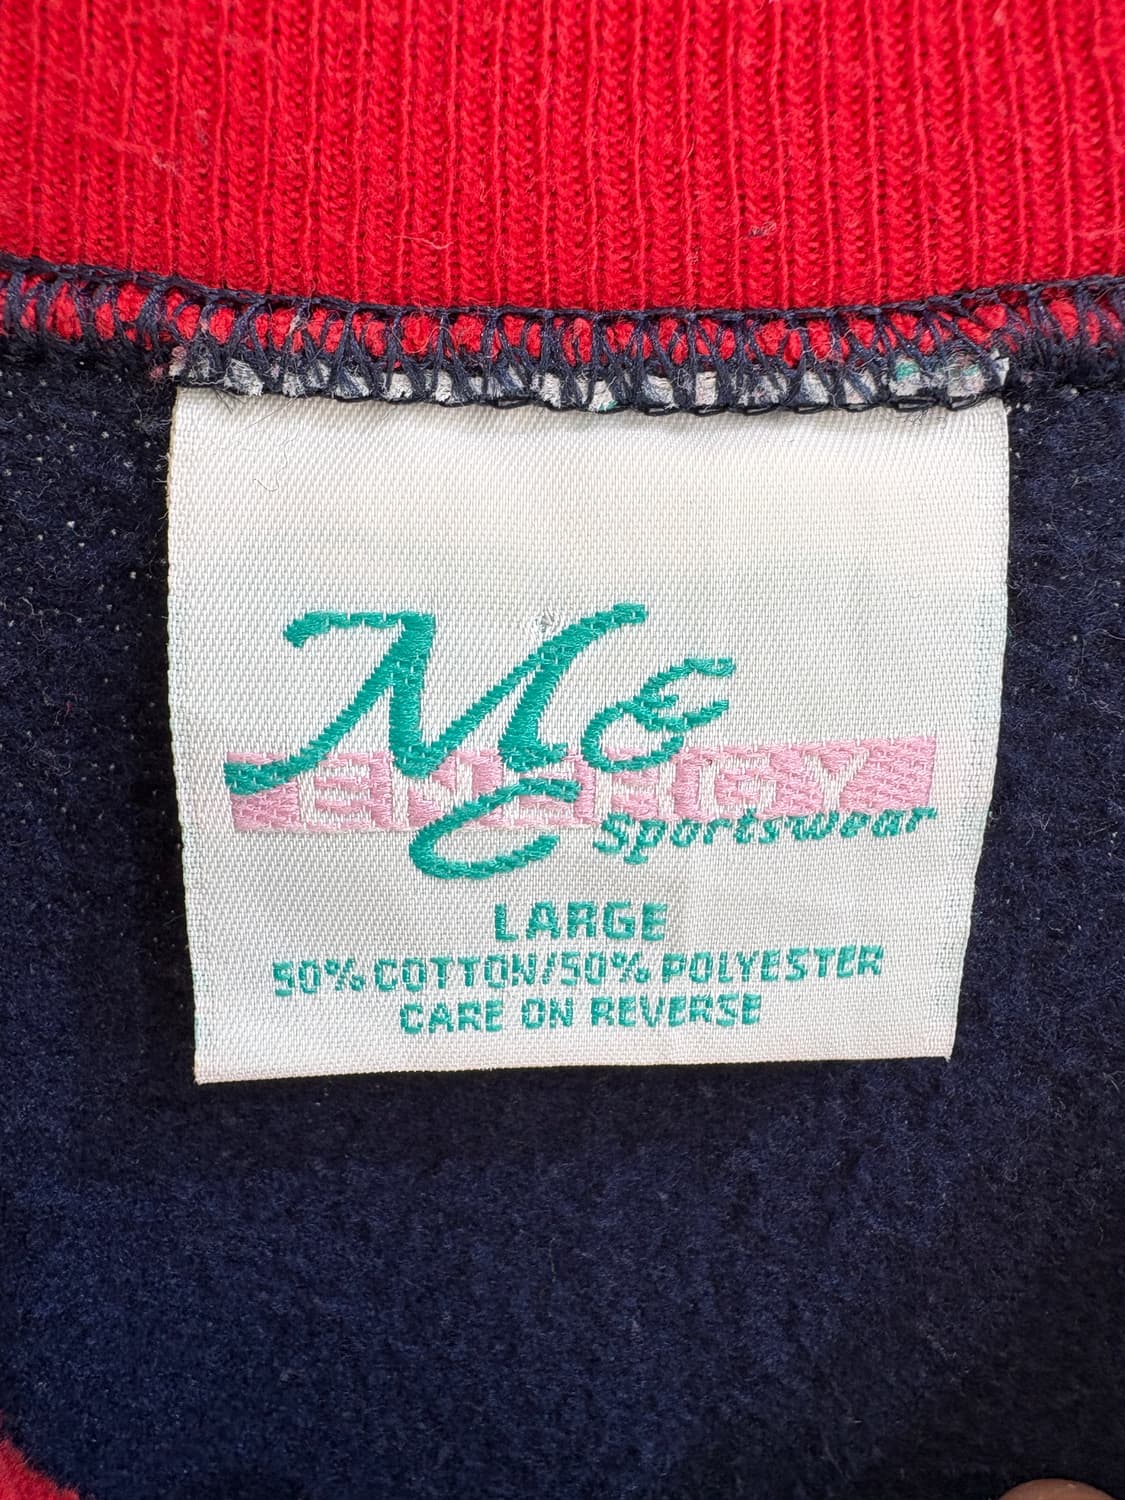 Me
ENERGY
Sportswear
LARGE
50% COTTON/50% POLYESTER
CARE ON REVERSE